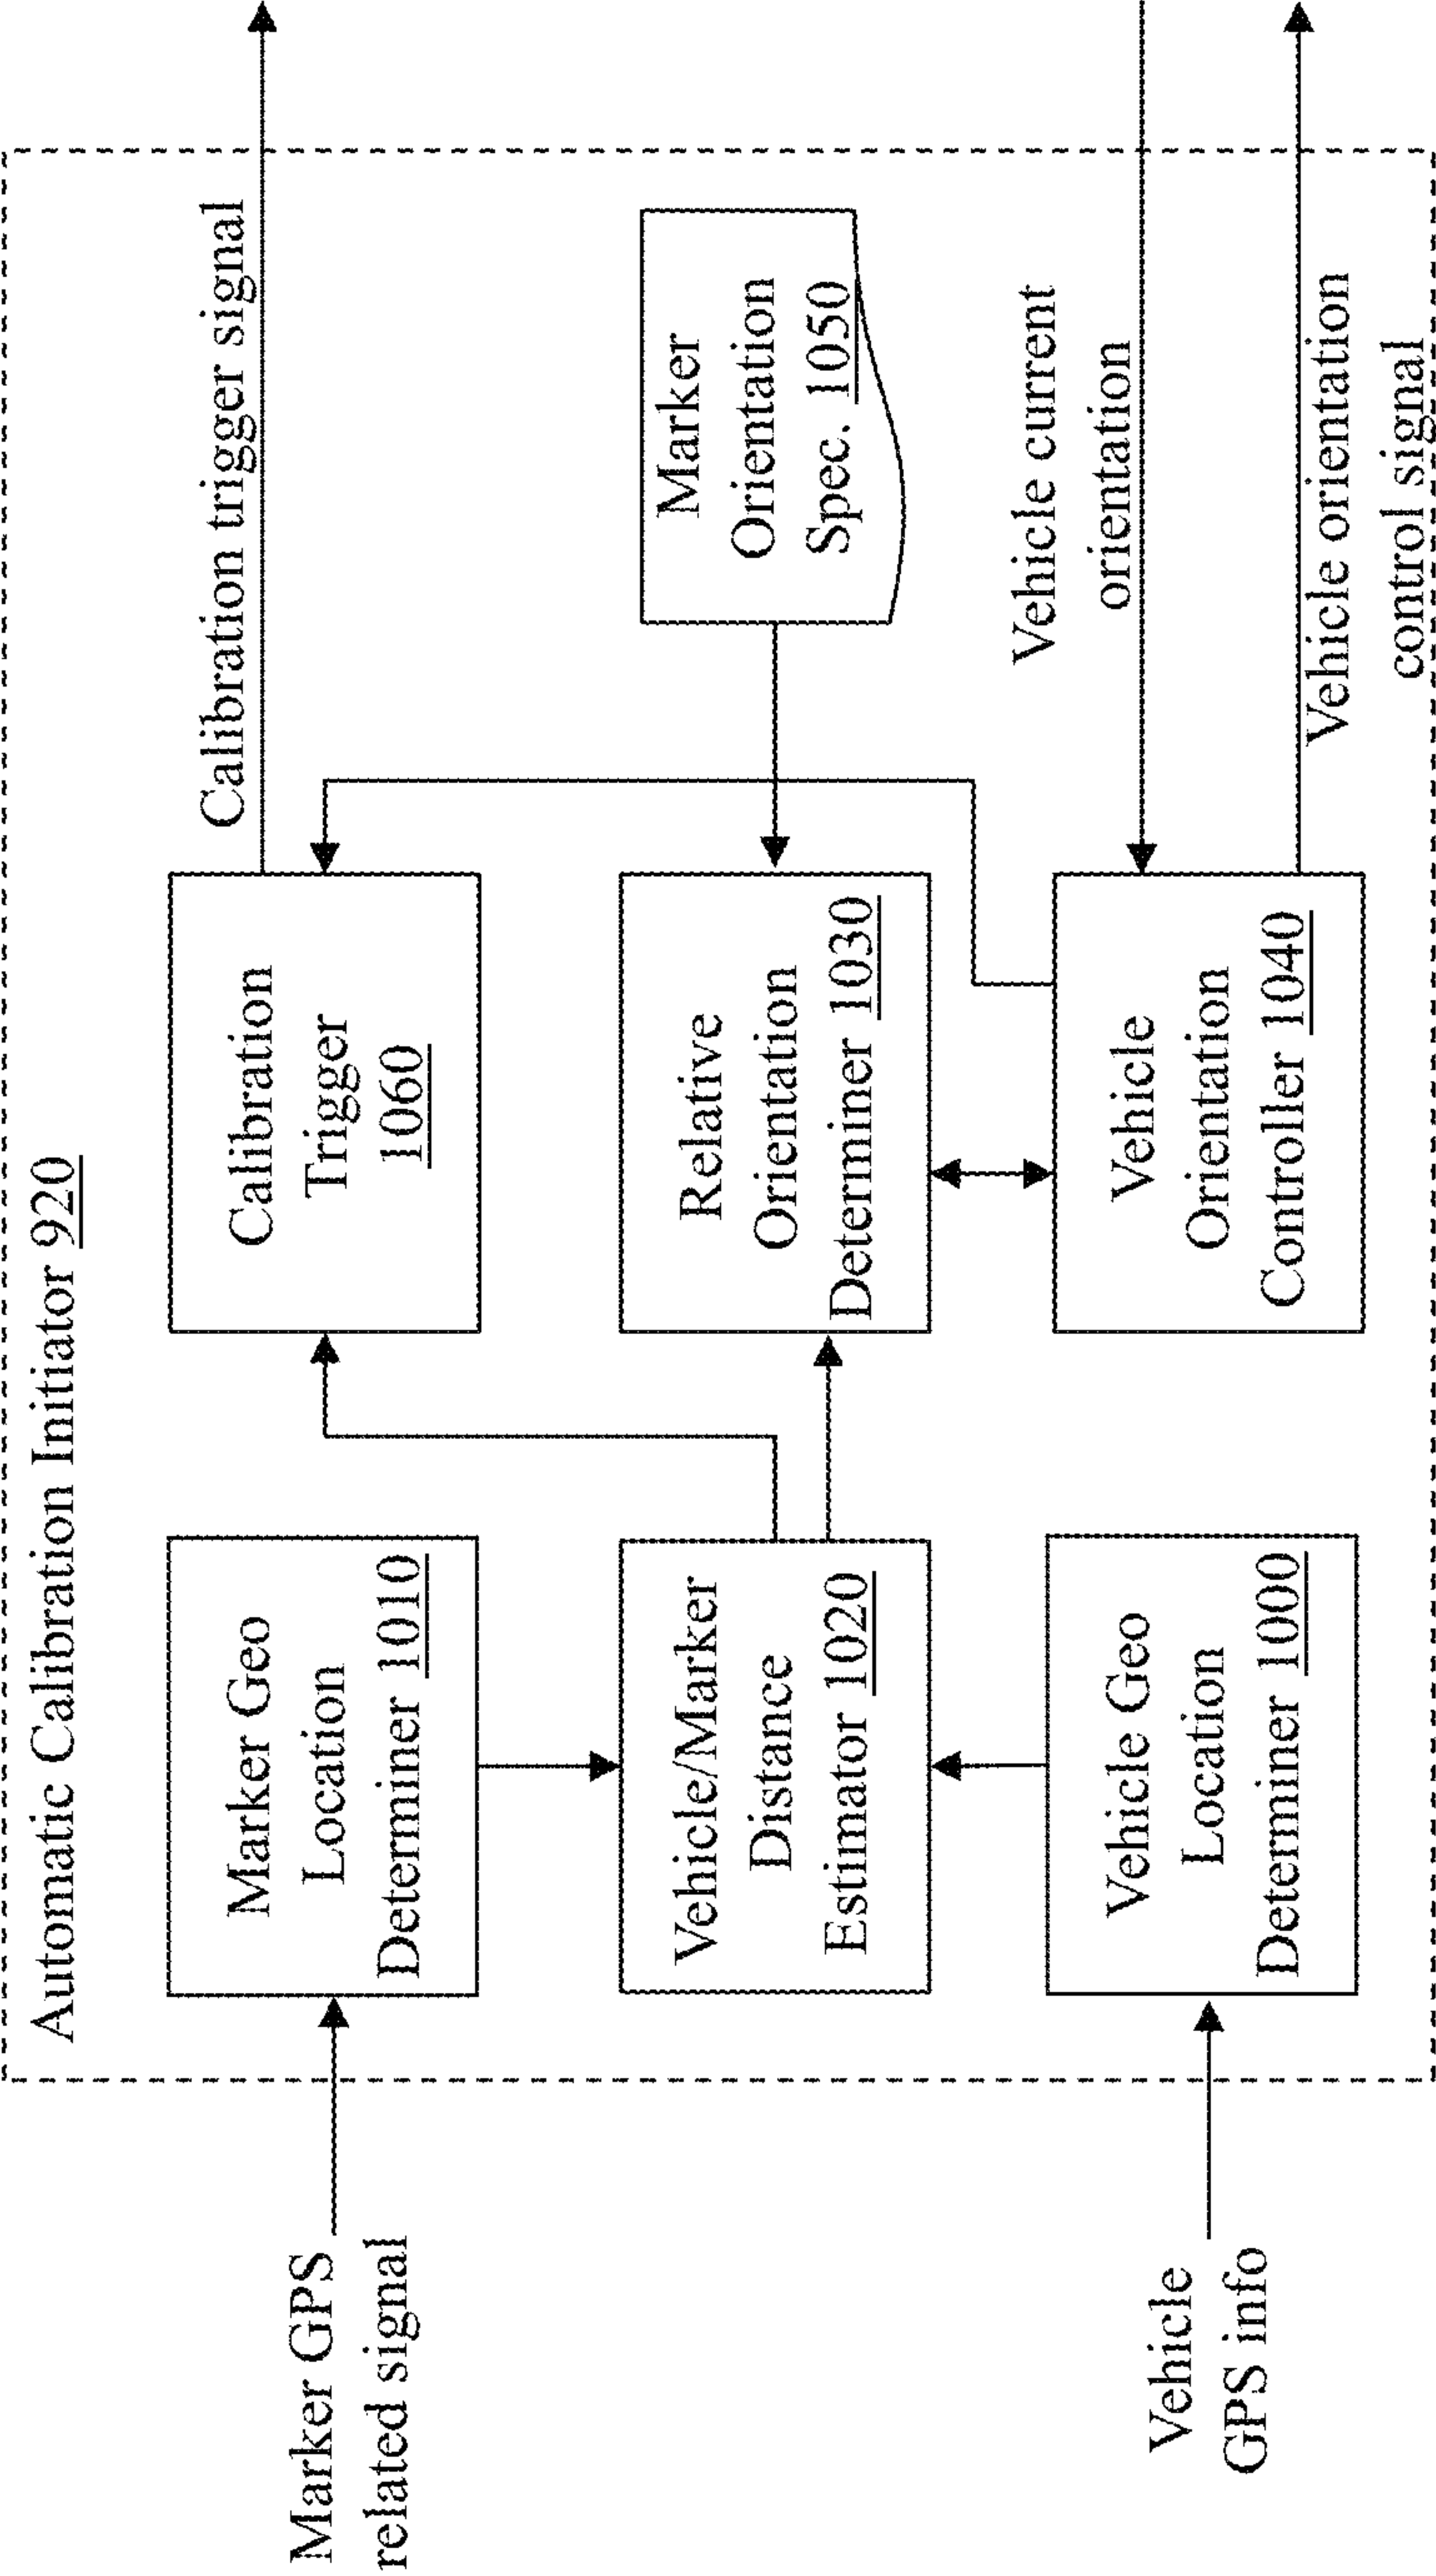 Automatic Calibration Initiator 920
Marker GPS
related signal
Marker Geo
Location
Determiner 1010
Calibration
Trigger
1060
Calibration trigger signal
Vehicle/Marker
Distance
Estimator 1020
Relative
Orientation
Determiner 1030
Marker
Orientation
Spec. 1050
Vehicle
GPS info
Vehicle Geo
Location
Determiner 1000
Vehicle
Orientation
Controller 1040
Vehicle current
orientation
Vehicle orientation
control signal